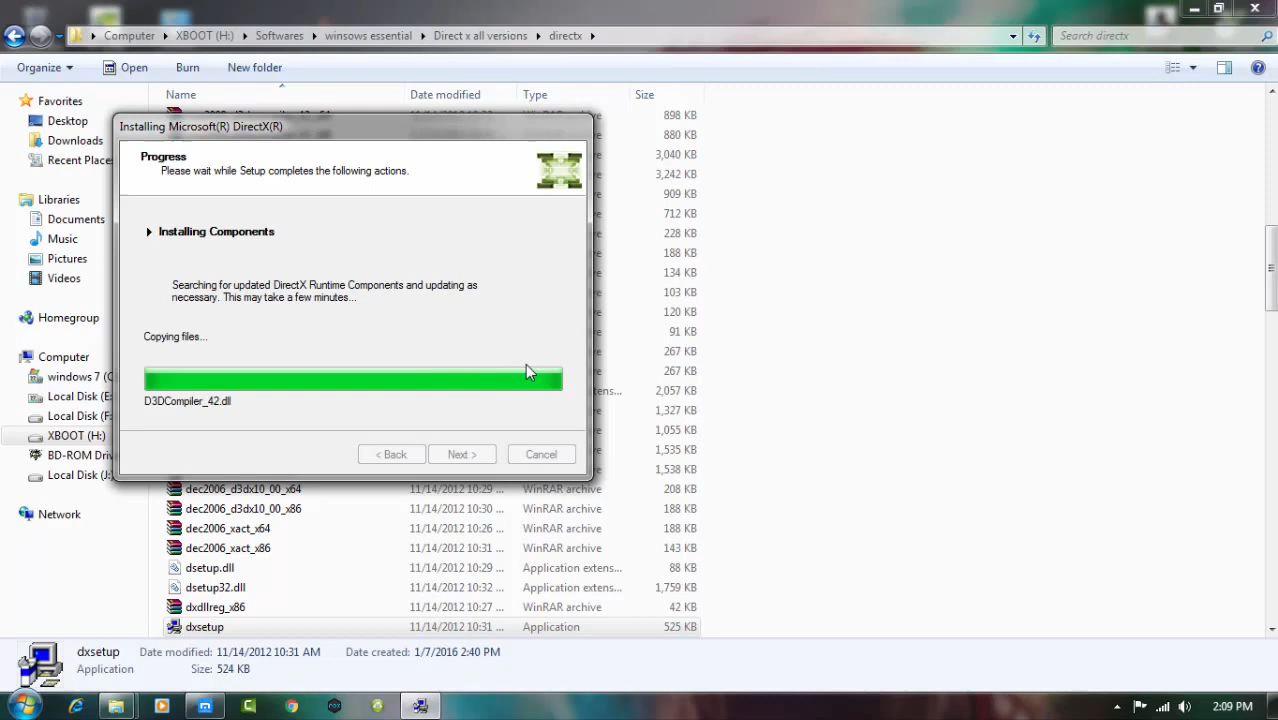 Computer XBOOT (H:) Softwares winsows essential Direct x all versions directx
Search directx
Organize Open Burn New folder
Name Date modified Type Size
Favorites
Desktop
Downloads
Recent Places
Libraries
Documents
Music
Pictures
Videos
Homegroup
Computer
windows 7 (C
Local Disk (E
Local Disk (F:
XBOOT (H:)
BD-ROM Driv
Local Disk (J:
Network
Installing Microsoft(R) DirectX(R)
Progress
Please wait while Setup completes the following actions.
Installing Components
Searching for updated DirectX Runtime Components and updating as
necessary. This may take a few minutes...
Copying files...
D3DCompiler_42.dll
< Back Next > Cancel
898 KB
880 KB
3,040 KB
3,242 KB
909 KB
712 KB
228 KB
188 KB
134 KB
103 KB
120 KB
91 KB
267 KB
267 KB
2,057 KB
1,327 KB
1,055 KB
1,535 KB
1,538 KB
dec2006_d3dx10_00_x64 11/14/2012 10:29 ... WinRAR archive 208 KB
dec2006_d3dx10_00_x86 11/14/2012 10:30 ... WinRAR archive 188 KB
dec2006_xact_x64 11/14/2012 10:26 ... WinRAR archive 188 KB
dec2006_xact_x86 11/14/2012 10:31 ... WinRAR archive 143 KB
dsetup.dll 11/14/2012 10:29 ... Application extens... 88 KB
dsetup32.dll 11/14/2012 10:32 ... Application extens... 1,759 KB
dxdllreg_x86 11/14/2012 10:27 ... WinRAR archive 42 KB
dxsetup 11/14/2012 10:31 ... Application 525 KB
dxsetup Date modified: 11/14/2012 10:31 AM Date created: 1/7/2016 2:40 PM
Application Size: 524 KB
2:09 PM